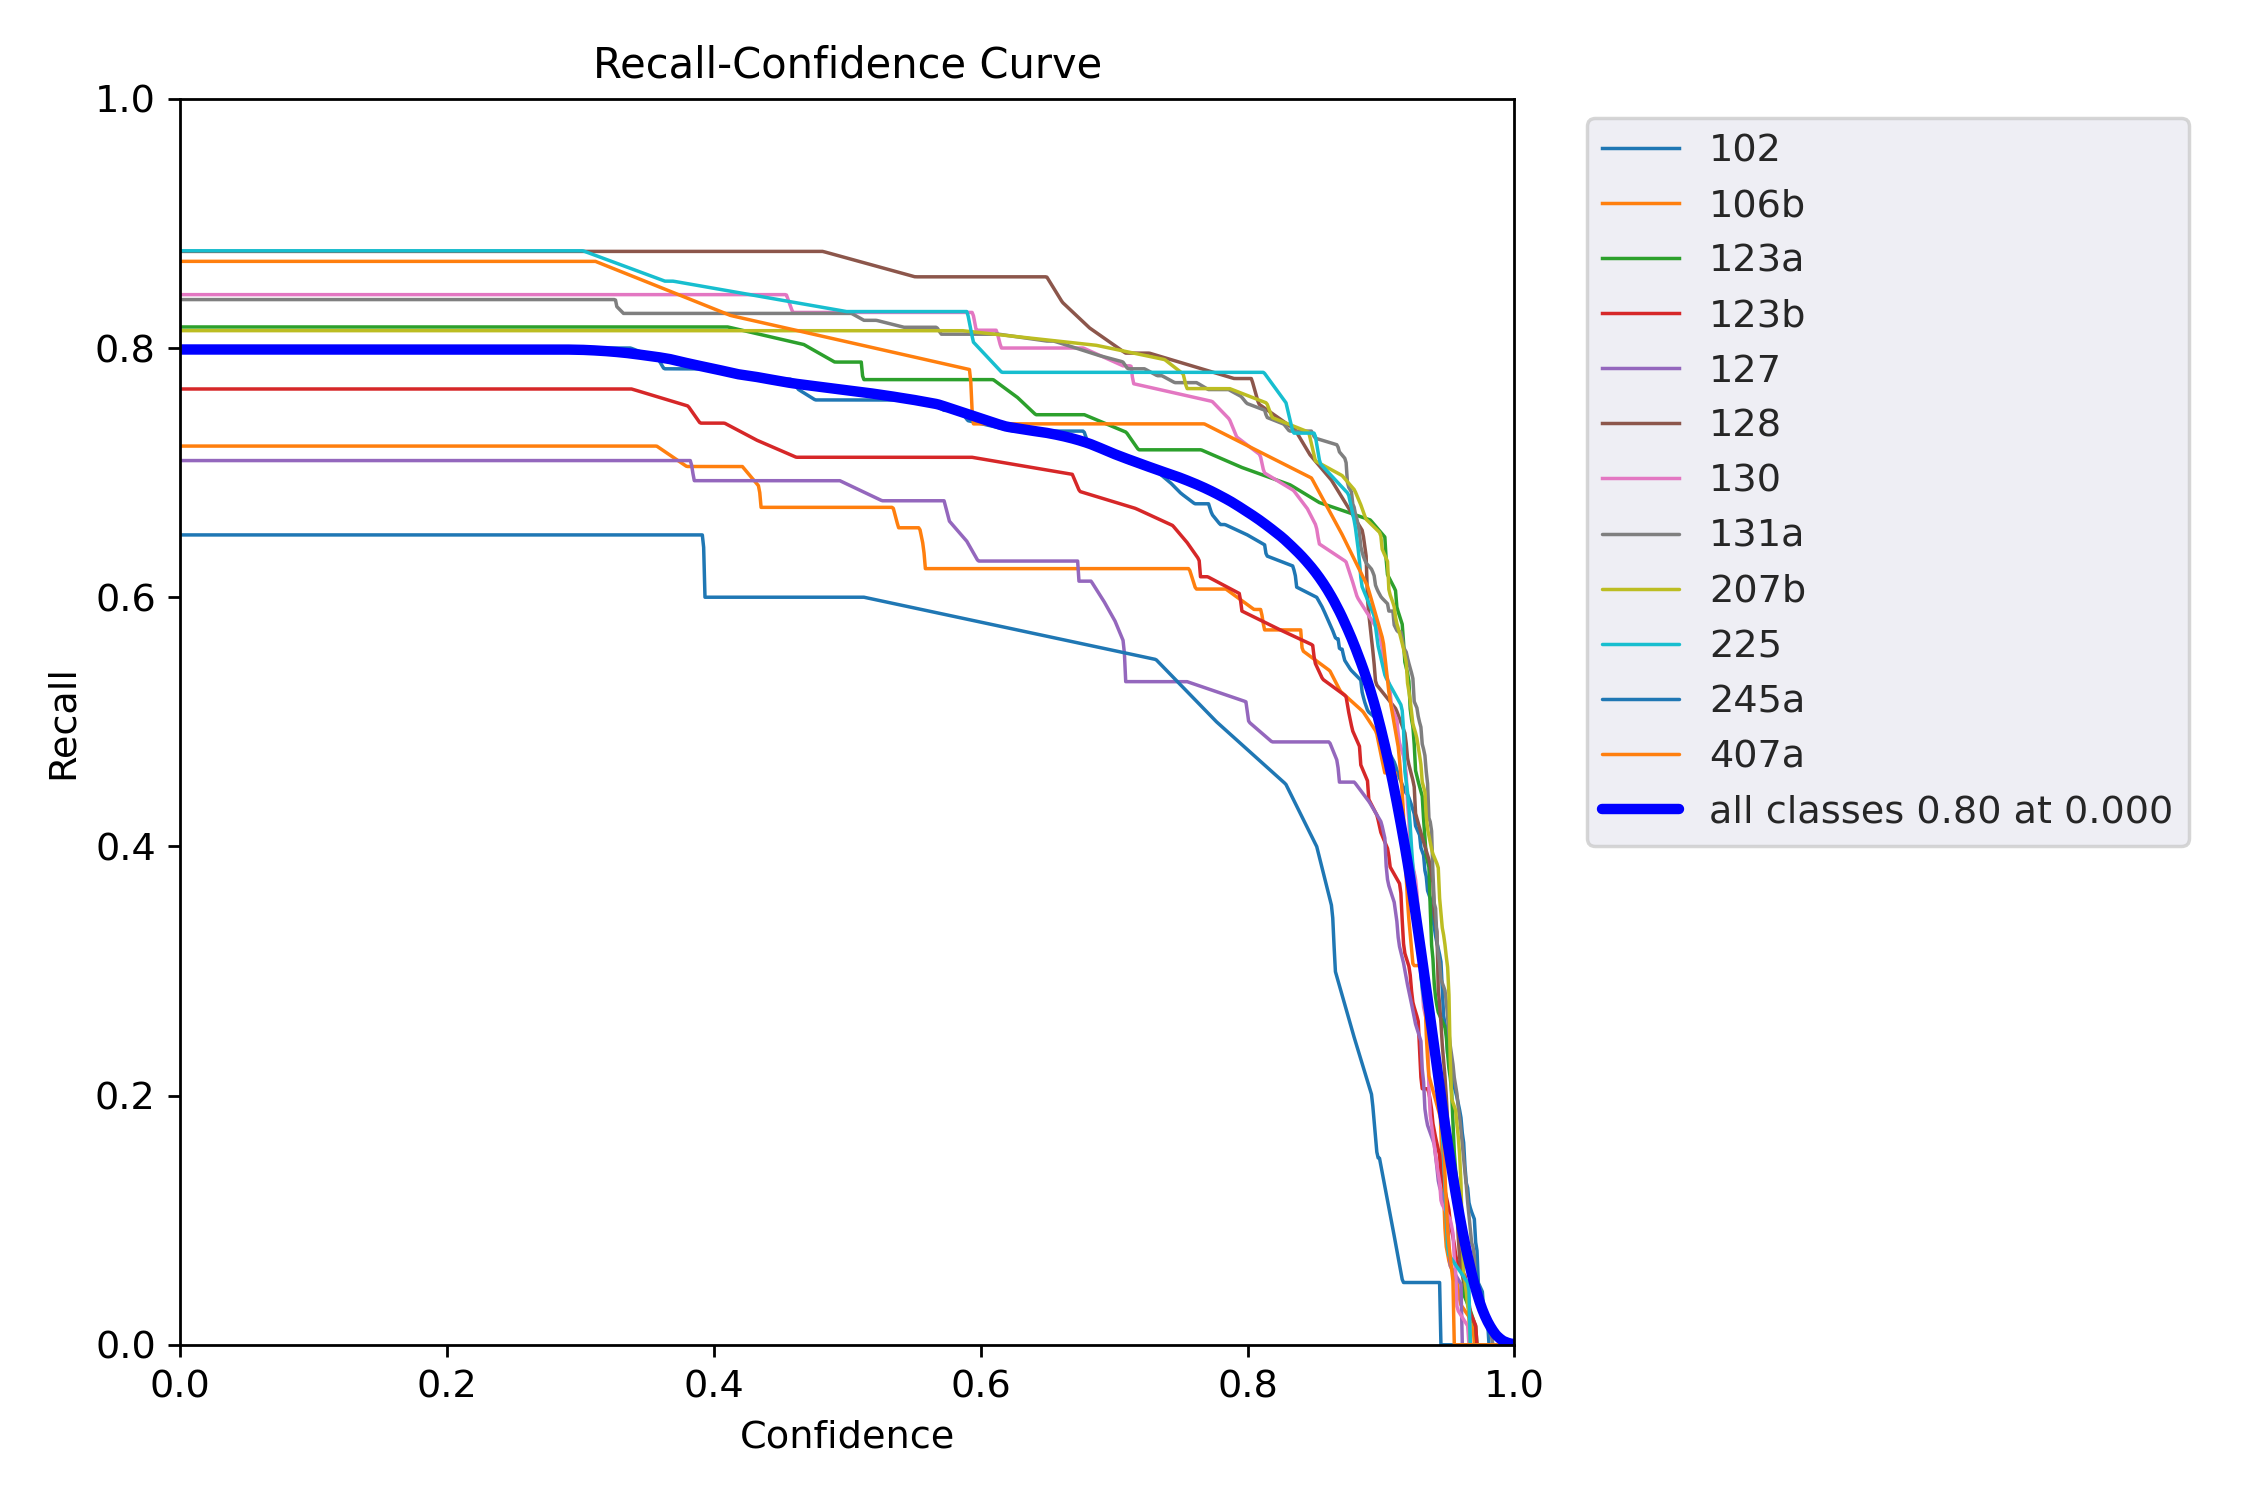 Recall-Confidence Curve
1.0
0.8
0.6
0.4
0.2
0.0
Recall
0.0 0.2 0.4 0.6 0.8 1.0
Confidence
102
106b
123a
123b
127
128
130
131a
207b
225
245a
407a
all classes 0.80 at 0.000